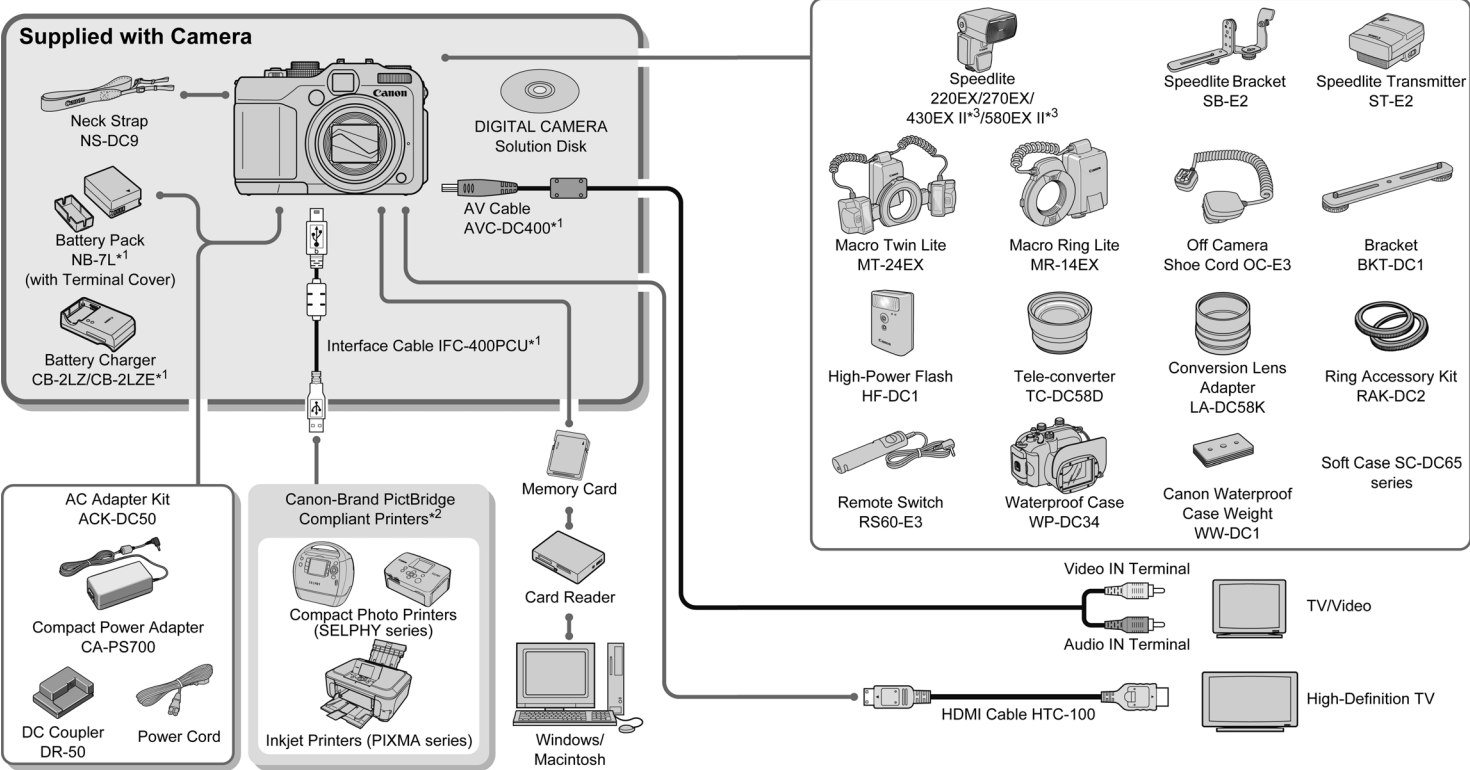 Supplied with Camera
Canon
Neck Strap
NS-DC9
Canon
DIGITAL CAMERA
Solution Disk
Battery Pack
NB-7L*1
(with Terminal Cover)
AV Cable
AVC-DC400*1
Battery Charger
CB-2LZ/CB-2LZE*1
Interface Cable IFC-400PCU*1
Speedlite
220EX/270EX/
430EX II*3/580EX II*3
Speedlite Bracket
SB-E2
Speedlite Transmitter
ST-E2
Macro Twin Lite
MT-24EX
Macro Ring Lite
MR-14EX
Off Camera
Shoe Cord OC-E3
Bracket
BKT-DC1
High-Power Flash
HF-DC1
Tele-converter
TC-DC58D
Conversion Lens
Adapter
LA-DC58K
Ring Accessory Kit
RAK-DC2
Remote Switch
RS60-E3
Waterproof Case
WP-DC34
Canon Waterproof
Case Weight
WW-DC1
Soft Case SC-DC65
series
AC Adapter Kit
ACK-DC50
Compact Power Adapter
CA-PS700
DC Coupler
DR-50
Power Cord
Canon-Brand PictBridge
Compliant Printers*2
Compact Photo Printers
(SELPHY series)
Inkjet Printers (PIXMA series)
Memory Card
Card Reader
Windows/
Macintosh
Video IN Terminal
Audio IN Terminal
TV/Video
HDMI Cable HTC-100
High-Definition TV